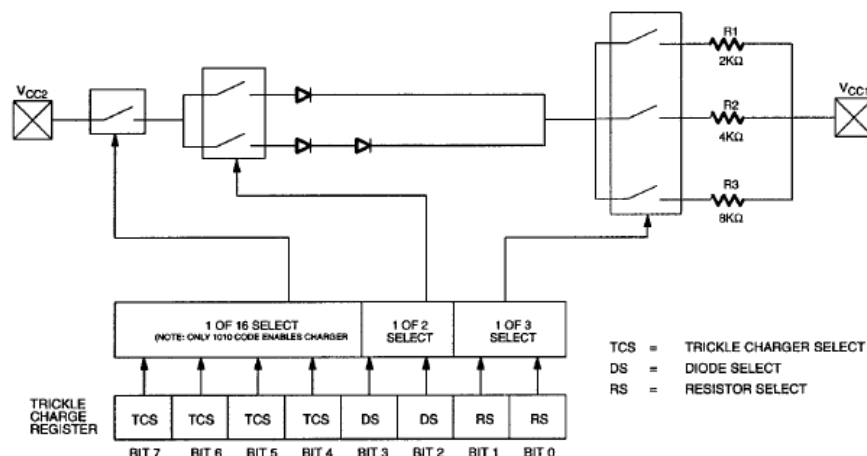 R1
2KΩ
VCC2
VCC1
R2
4KΩ
R3
8KΩ
1 OF 16 SELECT
(NOTE: ONLY 1010 CODE ENABLES CHARGER
1 OF 2
SELECT
1 OF 3
SELECT
TCS = TRICKLE CHARGER SELECT
DS = DIODE SELECT
RS = RESISTOR SELECT
TRICKLE
CHARGE
REGISTER
TCS TCS TCS TCS DS DS RS RS
BIT 7 BIT 6 BIT 5 BIT 4 BIT 3 BIT 2 BIT 1 BIT 0